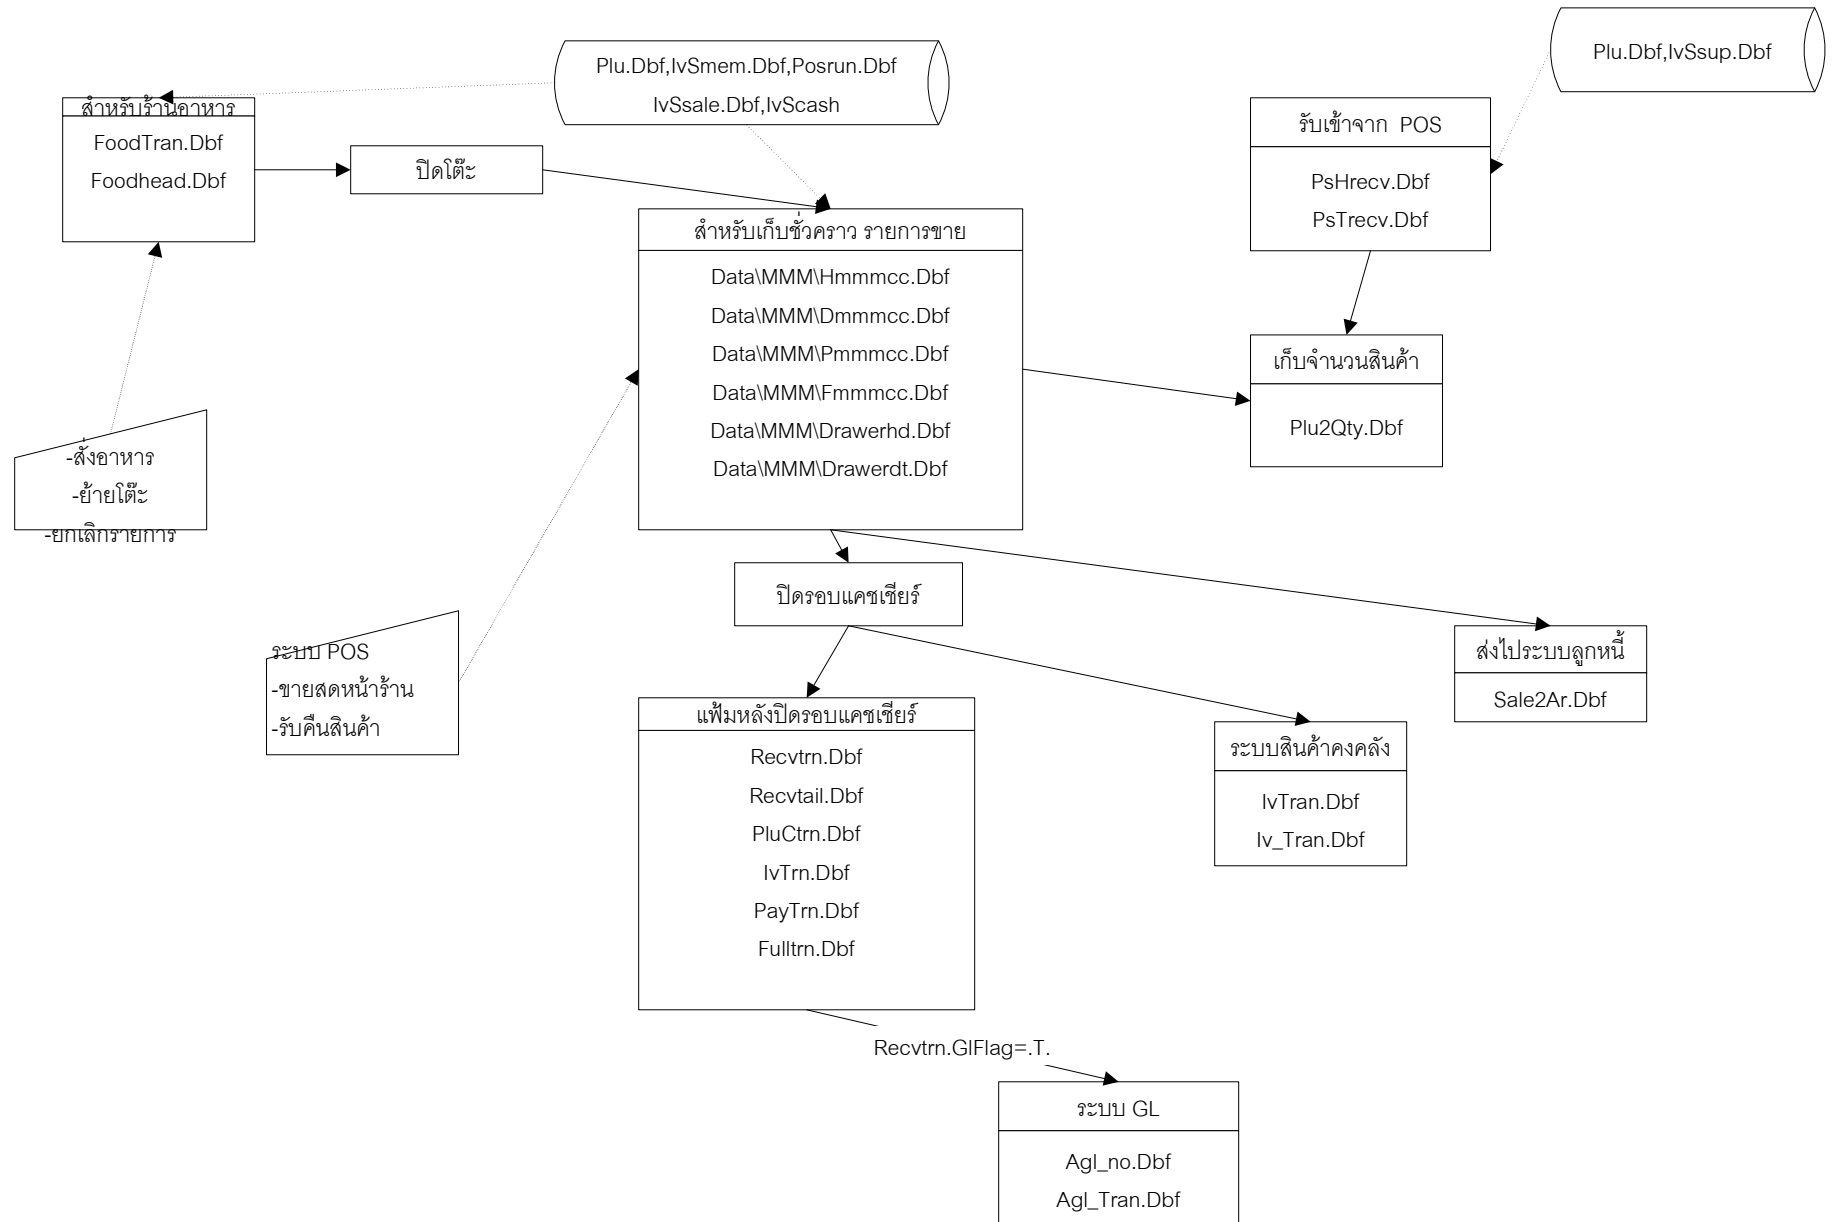 Plu.Dbf,IvSmem.Dbf,Posrun.Dbf
IvSsale.Dbf,IvScash
Plu.Dbf,IvSsup.Dbf
สำหรับร้านอาหาร
FoodTran.Dbf
Foodhead.Dbf
ปิดโต๊ะ
รับเข้าจาก POS
PsHrecv.Dbf
PsTrecv.Dbf
สำหรับเก็บชั่วคราว รายการขาย
Data\MMM\Hmmmcc.Dbf
Data\MMM\Dmmmcc.Dbf
Data\MMM\Pmmmcc.Dbf
Data\MMM\Fmmmcc.Dbf
Data\MMM\Drawerhd.Dbf
Data\MMM\Drawerdt.Dbf
เก็บจำนวนสินค้า
Plu2Qty.Dbf
-สั่งอาหาร
-ย้ายโต๊ะ
-ยกเลิกรายการ
ปิดรอบแคชเชียร์
ระบบ POS
-ขายสดหน้าร้าน
-รับคืนสินค้า
ส่งไประบบลูกหนี้
Sale2Ar.Dbf
แฟ้มหลังปิดรอบแคชเชียร์
Recvtrn.Dbf
Recvtail.Dbf
PluCtrn.Dbf
IvTrn.Dbf
PayTrn.Dbf
Fulltrn.Dbf
ระบบสินค้าคงคลัง
IvTran.Dbf
Iv_Tran.Dbf
Recvtrn.GlFlag=.T.
ระบบ GL
Agl_no.Dbf
Agl_Tran.Dbf